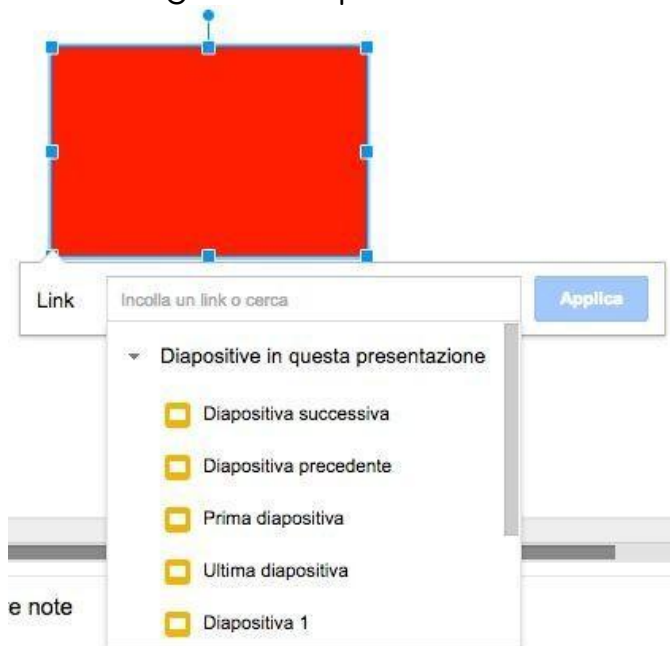 Link
Incolla un link o cerca
Applica
Diapositive in questa presentazione
Diapositiva successiva
Diapositiva precedente
Prima diapositiva
Ultima diapositiva
e note
Diapositiva 1